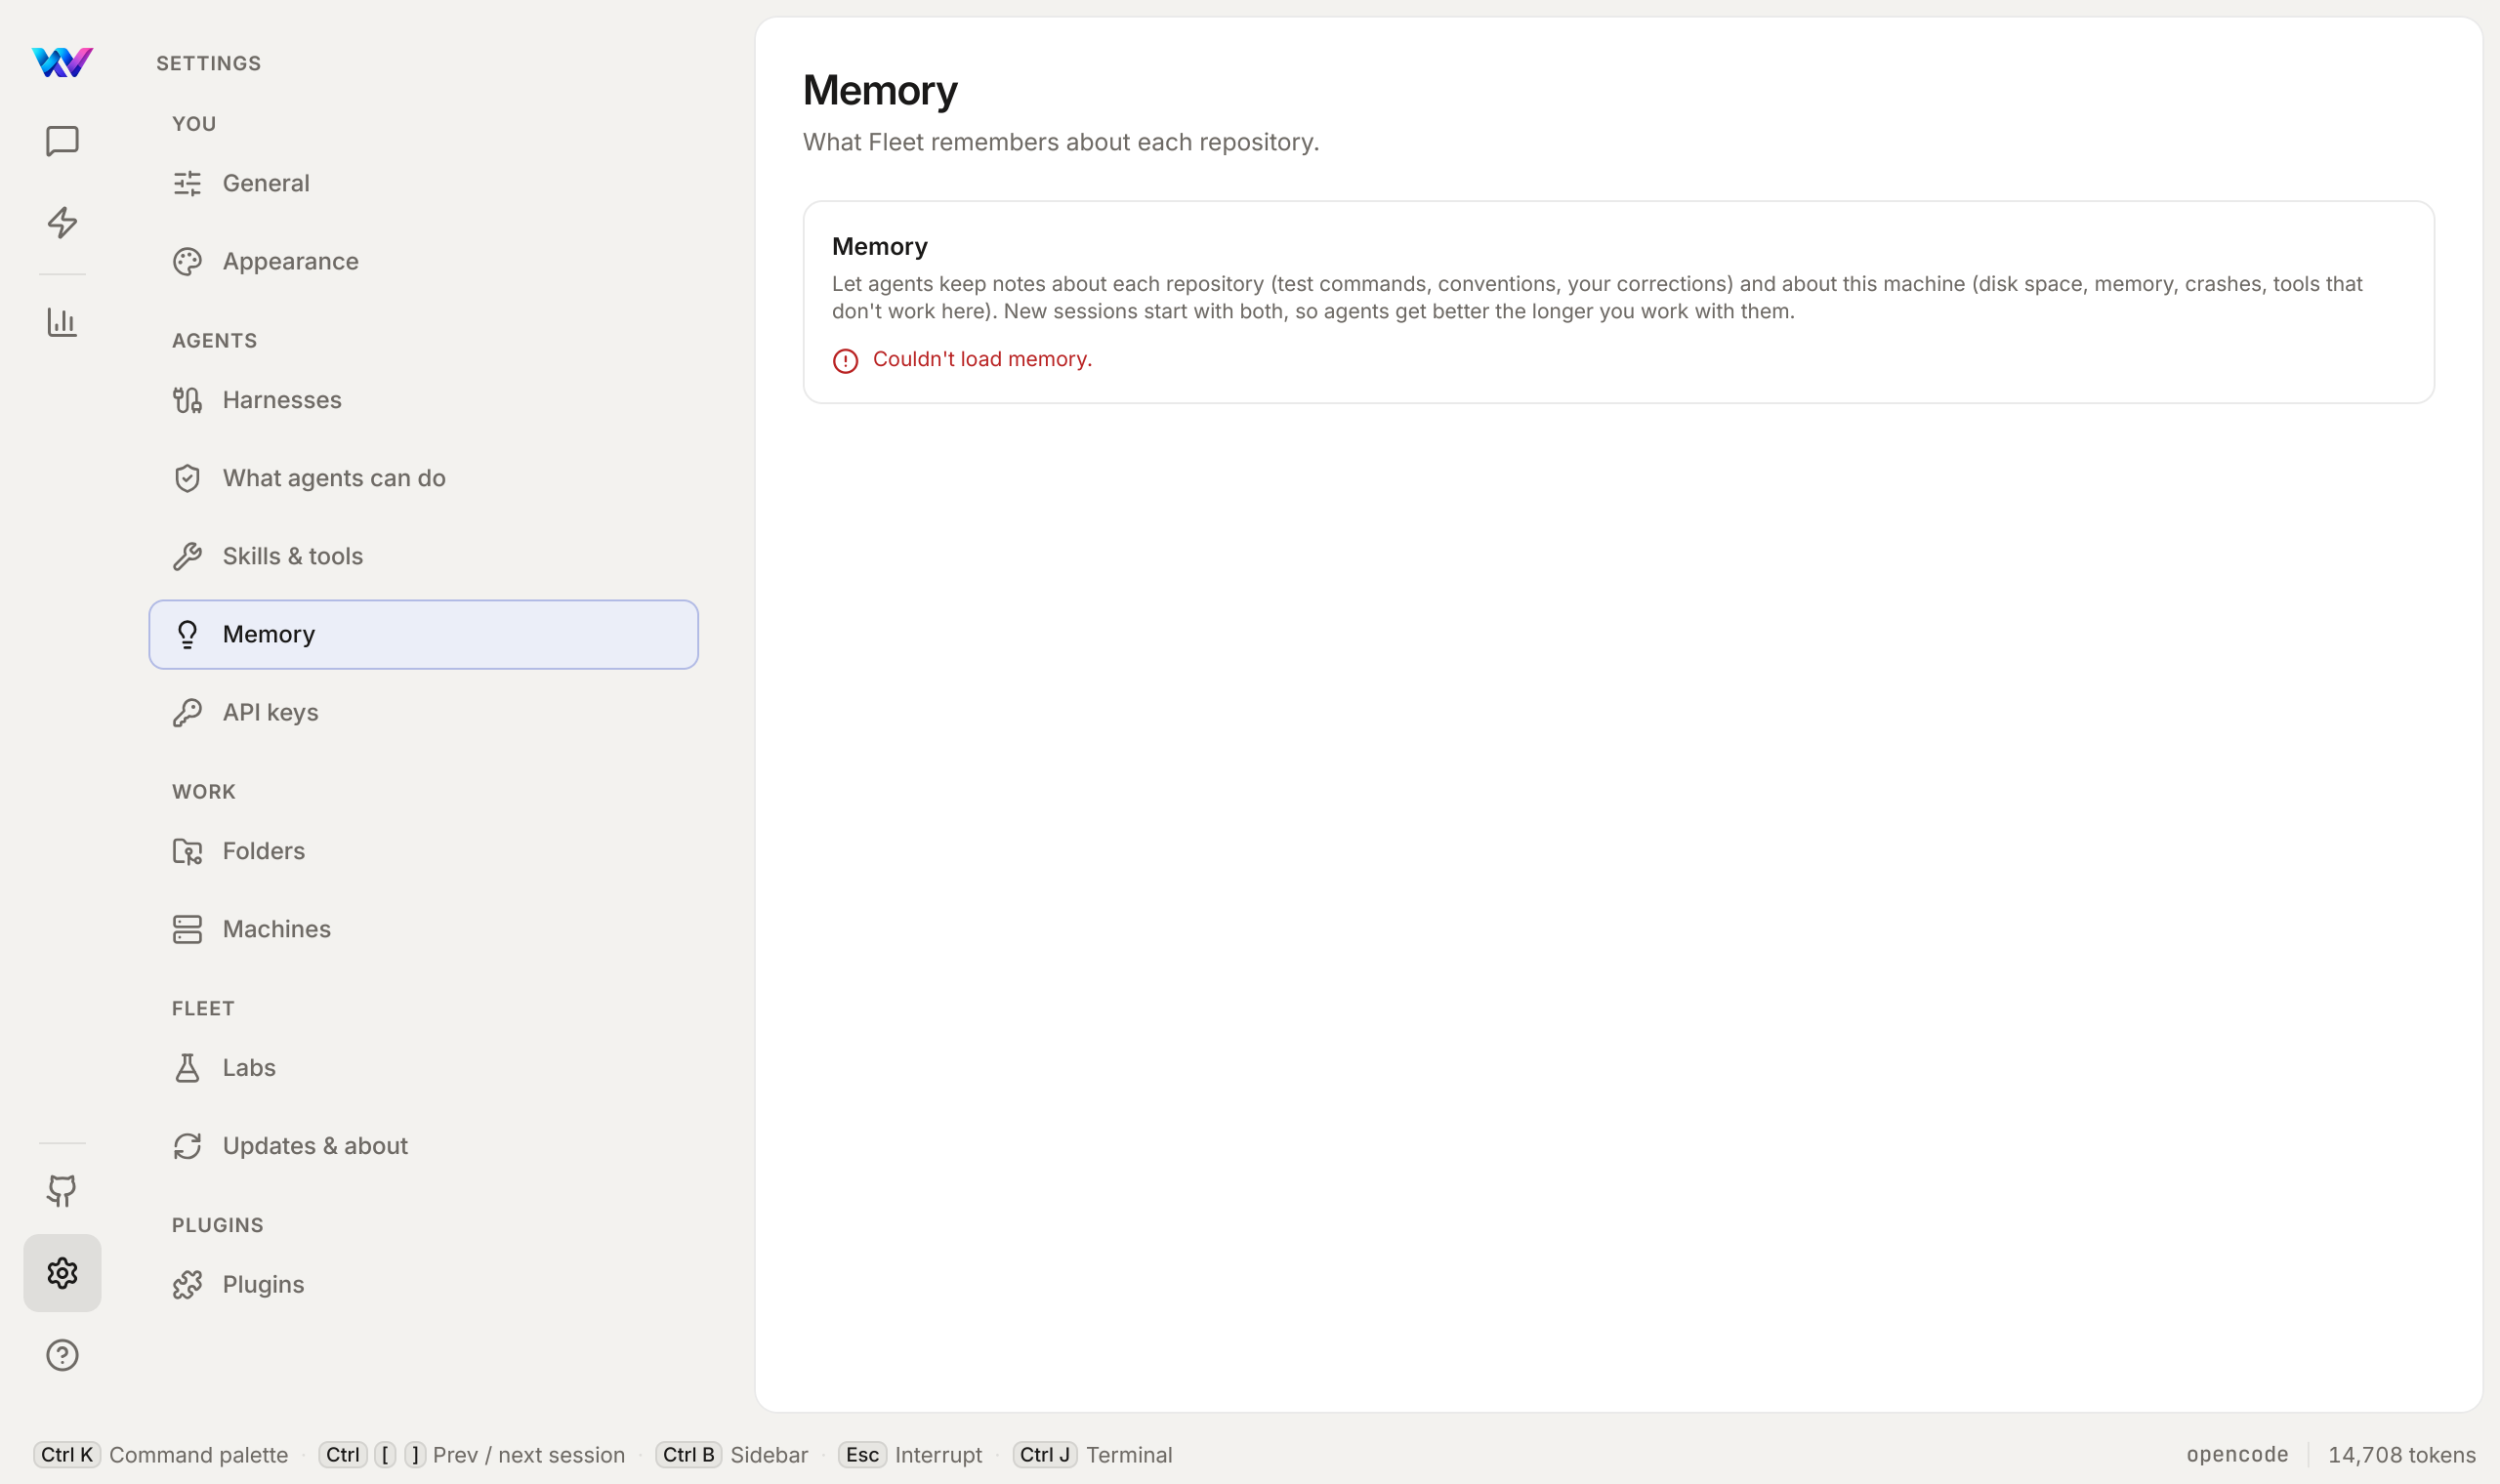 SETTINGS
YOU
General
Appearance
AGENTS
Harnesses
What agents can do
Skills & tools
Memory
API keys
WORK
Folders
Machines
FLEET
Labs
Updates & about
PLUGINS
Plugins
Memory
What Fleet remembers about each repository.
Memory
Let agents keep notes about each repository (test commands, conventions, your corrections) and about this machine (disk space, memory, crashes, tools that
don't work here). New sessions start with both, so agents get better the longer you work with them.
Couldn't load memory.
Ctrl K Command palette · Ctrl [ ] Prev / next session · Ctrl B Sidebar · Esc Interrupt · Ctrl J Terminal
opencode 14,708 tokens